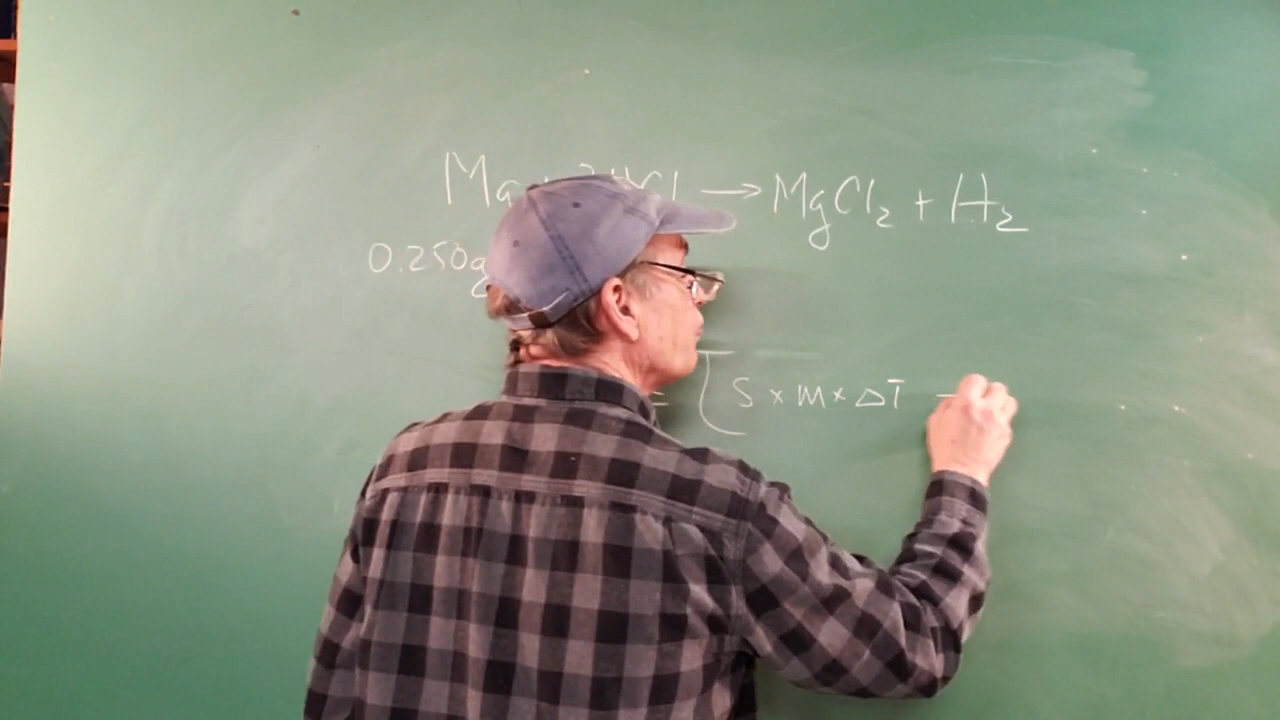 Mg + 2HCl → MgCl₂ + H₂
0.250g
= [S × m × ΔT